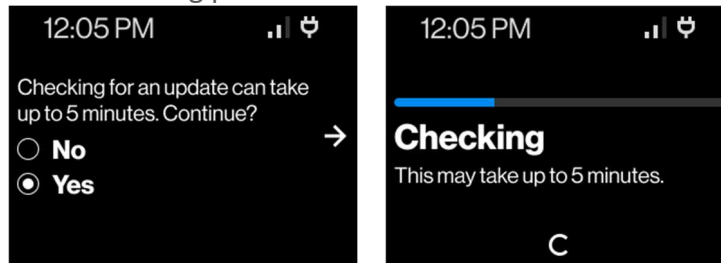 12:05 PM
Checking for an update can take
up to 5 minutes. Continue?
No
Yes
12:05 PM
Checking
This may take up to 5 minutes.